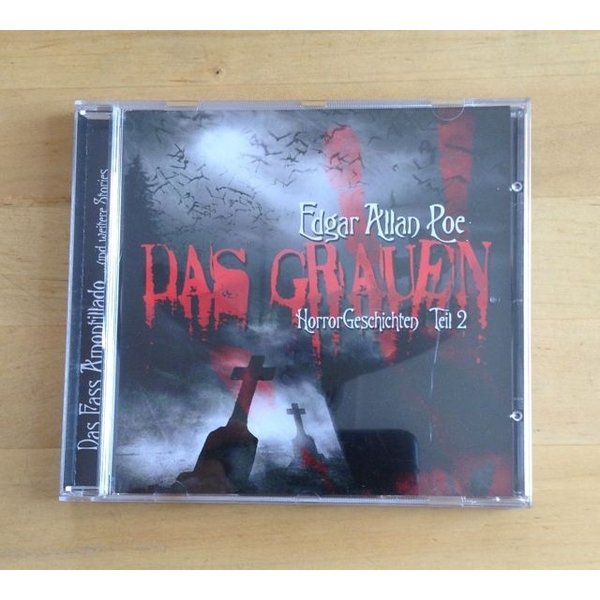 Edgar Allan Poe
DAS GRAUEN
HorrorGeschichten Teil 2
Das Fass Amontillado ...und weitere Stories